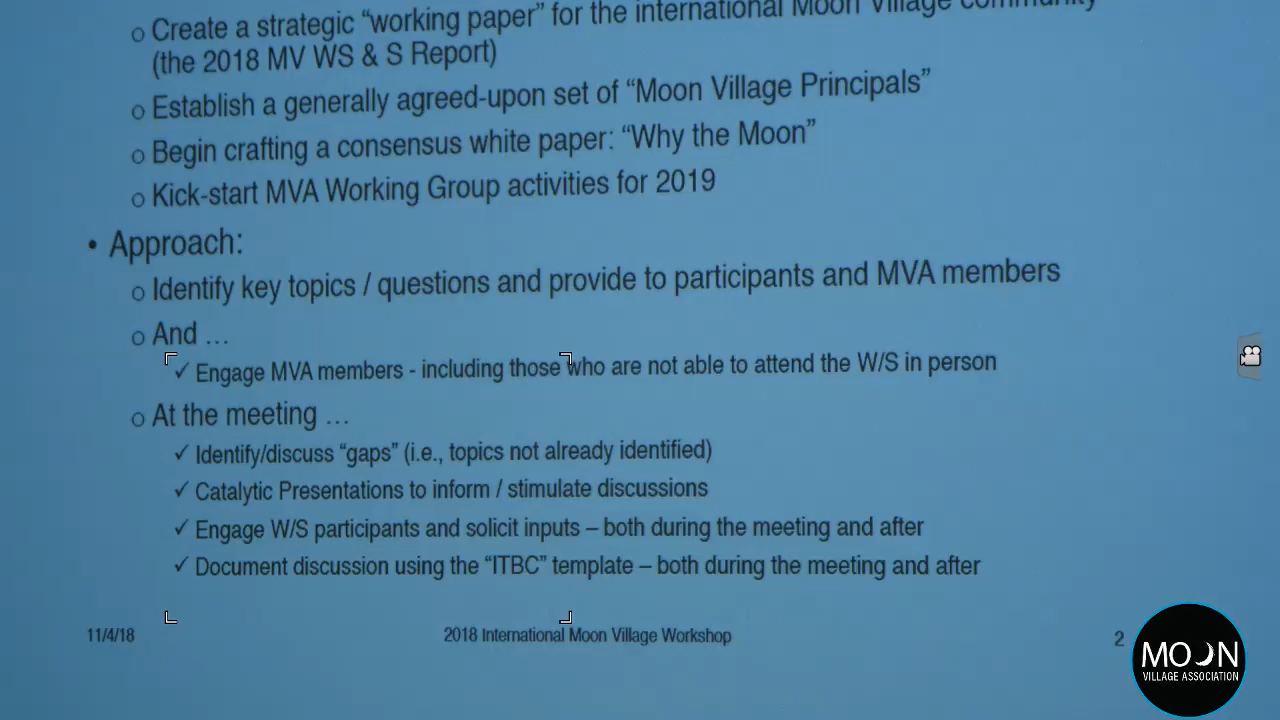 o Create a strategic “working paper” for the international Moon Village community
(the 2018 MV WS & S Report)
o Establish a generally agreed-upon set of “Moon Village Principals”
o Begin crafting a consensus white paper: “Why the Moon”
o Kick-start MVA Working Group activities for 2019
• Approach:
o Identify key topics / questions and provide to participants and MVA members
o And …
✓ Engage MVA members - including those who are not able to attend the W/S in person
o At the meeting …
✓ Identify/discuss “gaps” (i.e., topics not already identified)
✓ Catalytic Presentations to inform / stimulate discussions
✓ Engage W/S participants and solicit inputs – both during the meeting and after
✓ Document discussion using the “ITBC” template – both during the meeting and after
11/4/18
2018 International Moon Village Workshop
2
MOON
VILLAGE ASSOCIATION